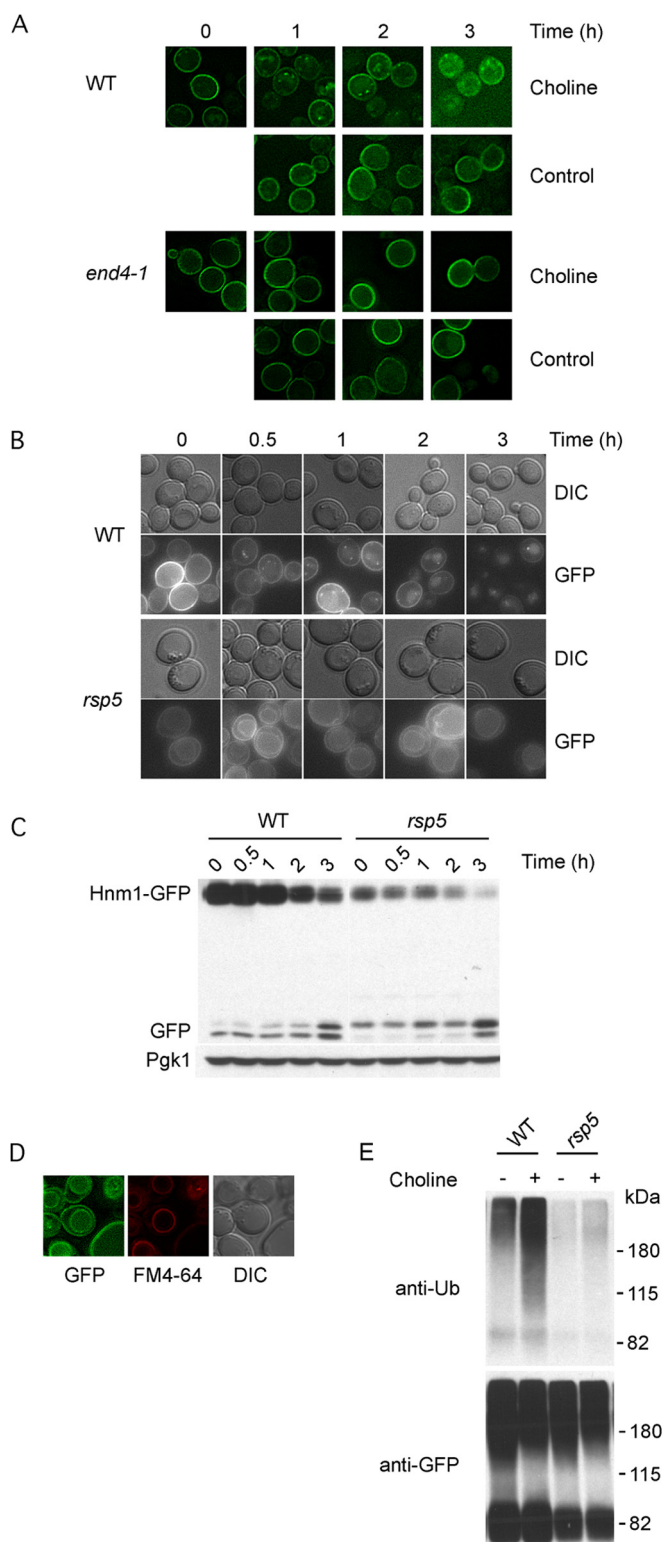 A
0 1 2 3 Time (h)
WT Choline
Control
end4-1 Choline
Control
B
0 0.5 1 2 3 Time (h)
DIC
WT
GFP
DIC
rsp5
GFP
C
WT rsp5
0 0.5 1 2 3 0 0.5 1 2 3 Time (h)
Hnm1-GFP
GFP
Pgk1
D
GFP FM4-64 DIC
E
WT rsp5
Choline - + - +
kDa
-180
anti-Ub
-115
-82
-180
anti-GFP
-115
-82